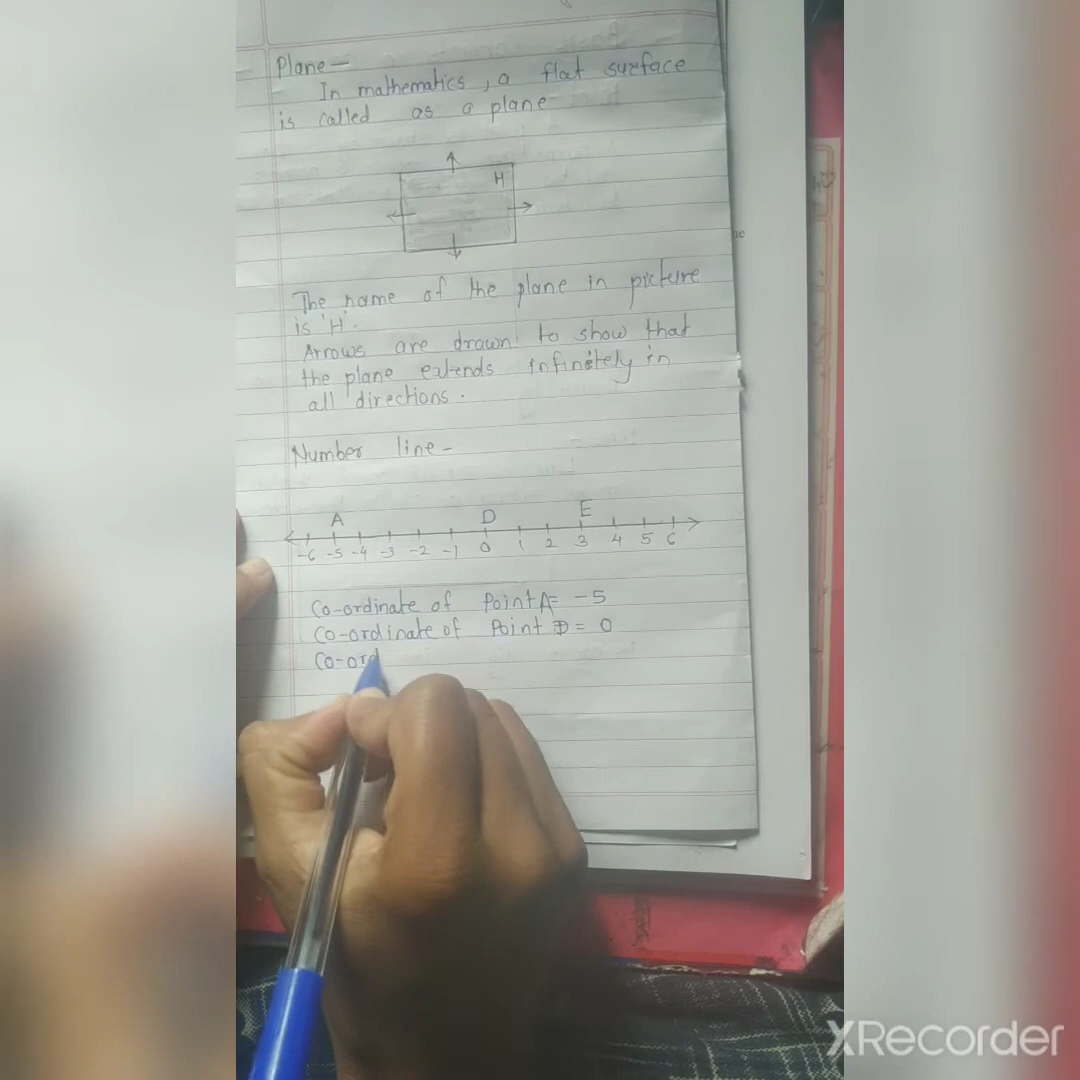 Plane —
In mathematics, a flat surface
is called as a plane
H
The name of the plane in picture
is 'H'.
Arrows are drawn to show that
the plane extends infinitely in
all directions.
Number line -
A D E
-6 -5 -4 -3 -2 -1 0 1 2 3 4 5 6
Co-ordinate of Point A = -5
Co-ordinate of Point D = 0
Co-ord
XRecorder